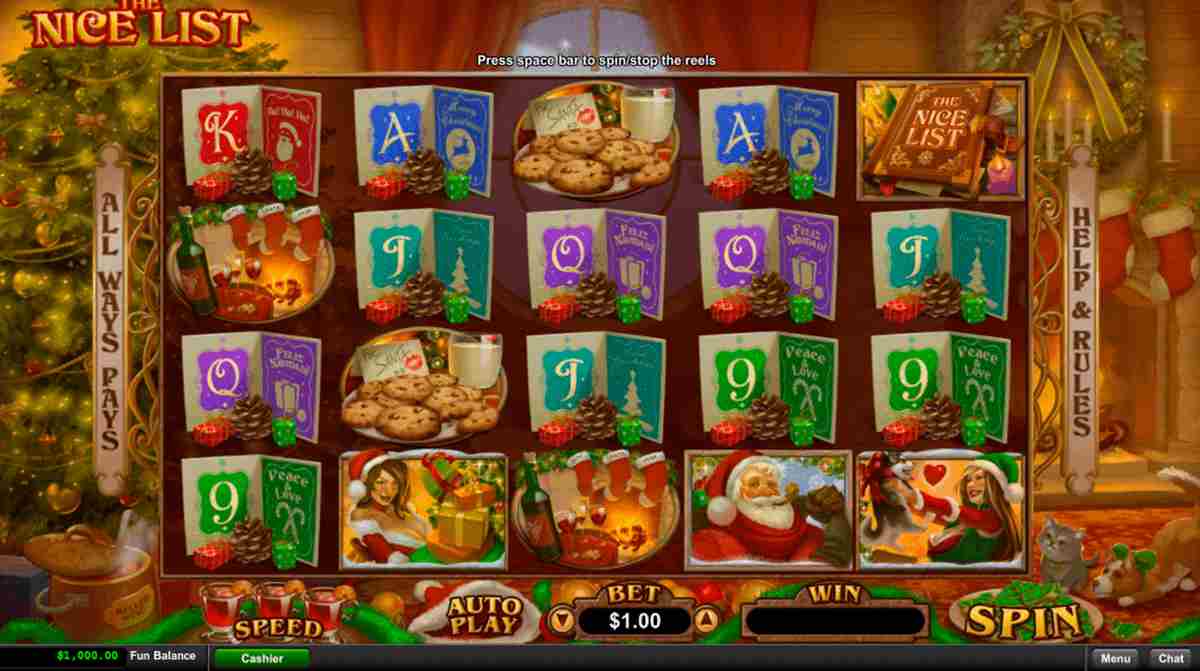 THE
NICE LIST
Press space bar to spin/stop the reels
K
Ho! Ho! Ho!
A
Merry Christmas
Santa
A
Merry Christmas
THE
NICE
LIST
J
Q
FELIZ
NAVIDAD!
Q
FELIZ
NAVIDAD!
J
ALL WAYS PAYS
HELP & RULES
Q
FELIZ
NAVIDAD!
Santa
J
9
Peace
&
Love
9
Peace
&
Love
9
Peace
&
Love
SPEED
AUTO
PLAY
BET
$1.00
WIN
SPIN
$1,000.00
Fun Balance
Cashier
Menu
Chat